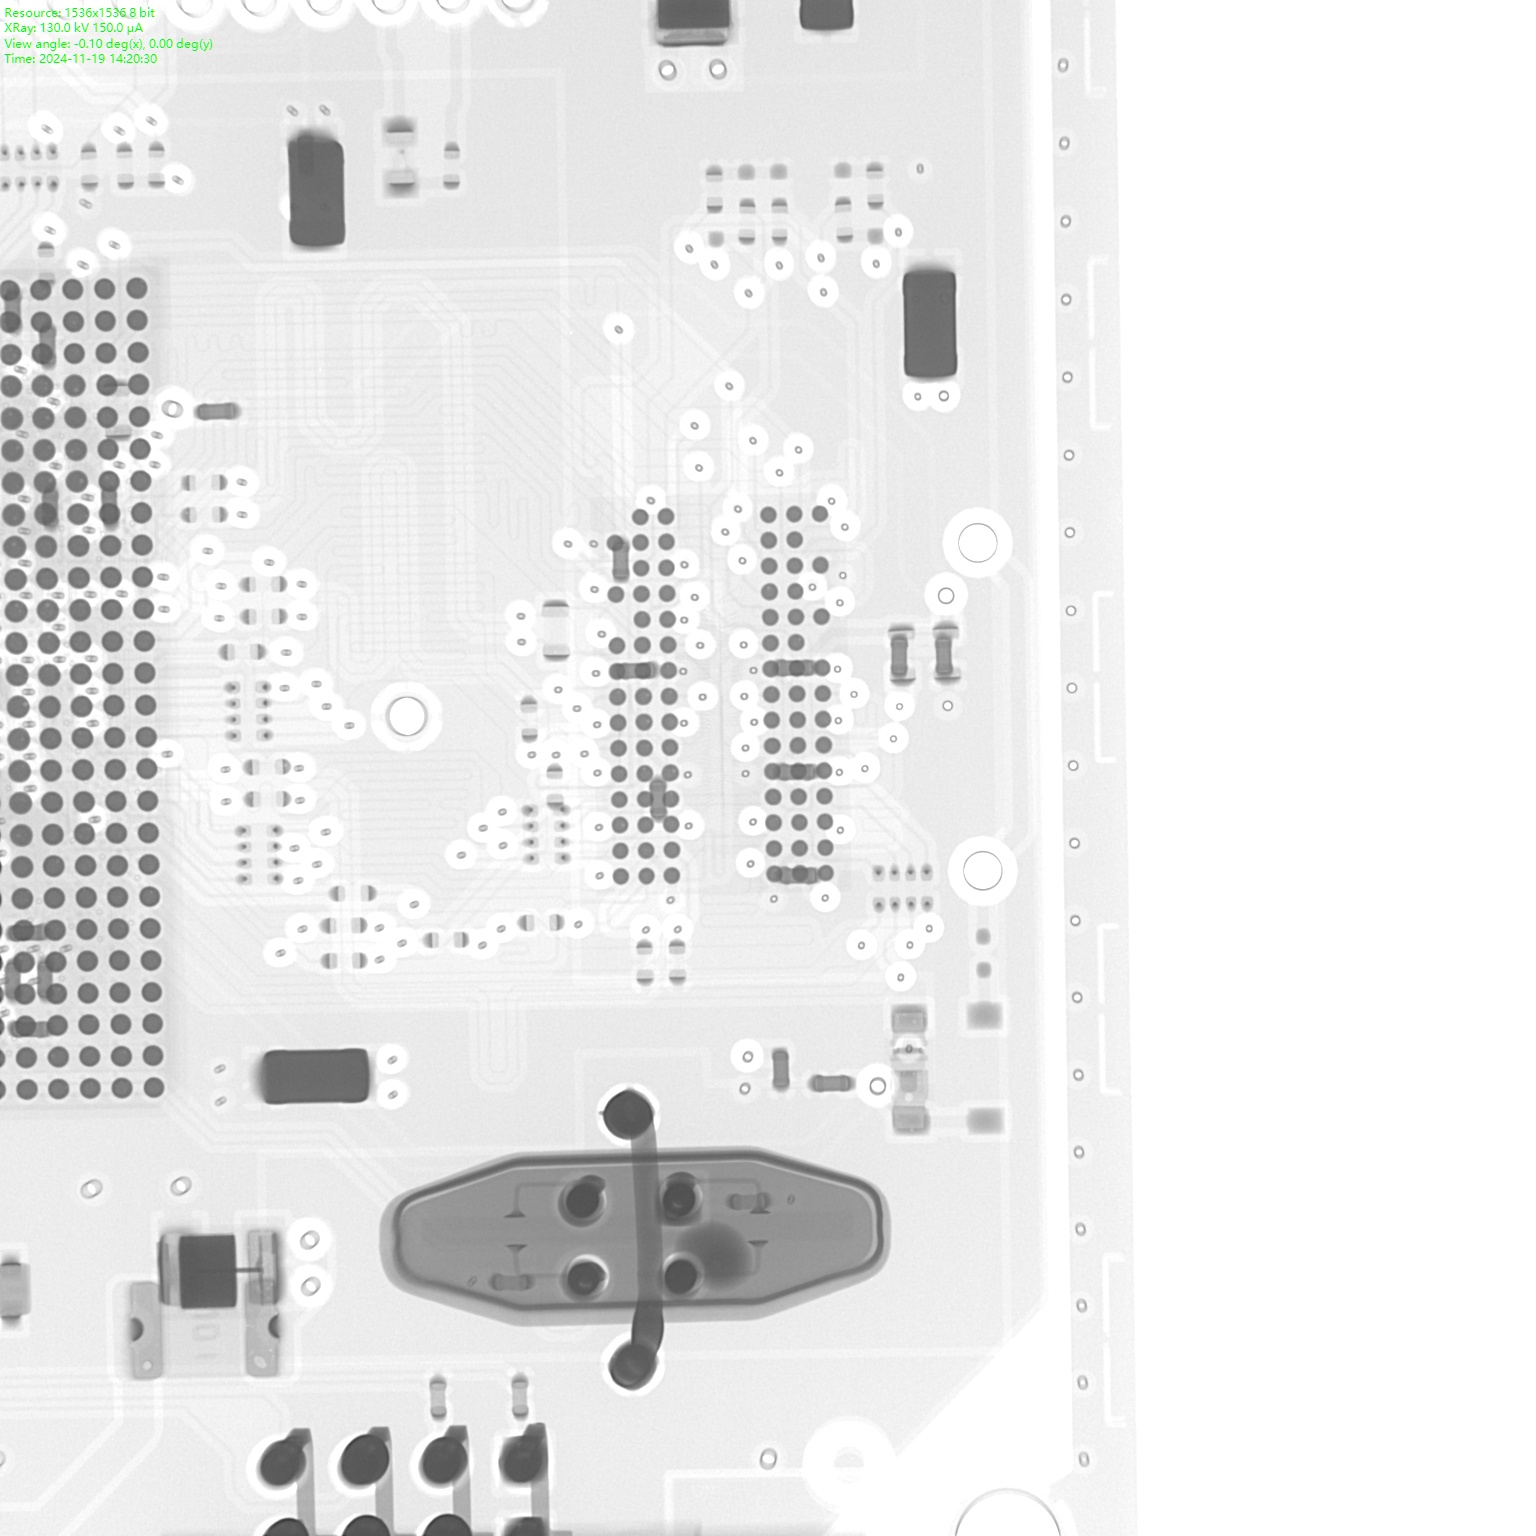 Resource: 1536x1536,8 bit
XRay: 130.0 kV 150.0 µA
View angle: -0.10 deg(x), 0.00 deg(y)
Time: 2024-11-19 14:20:30